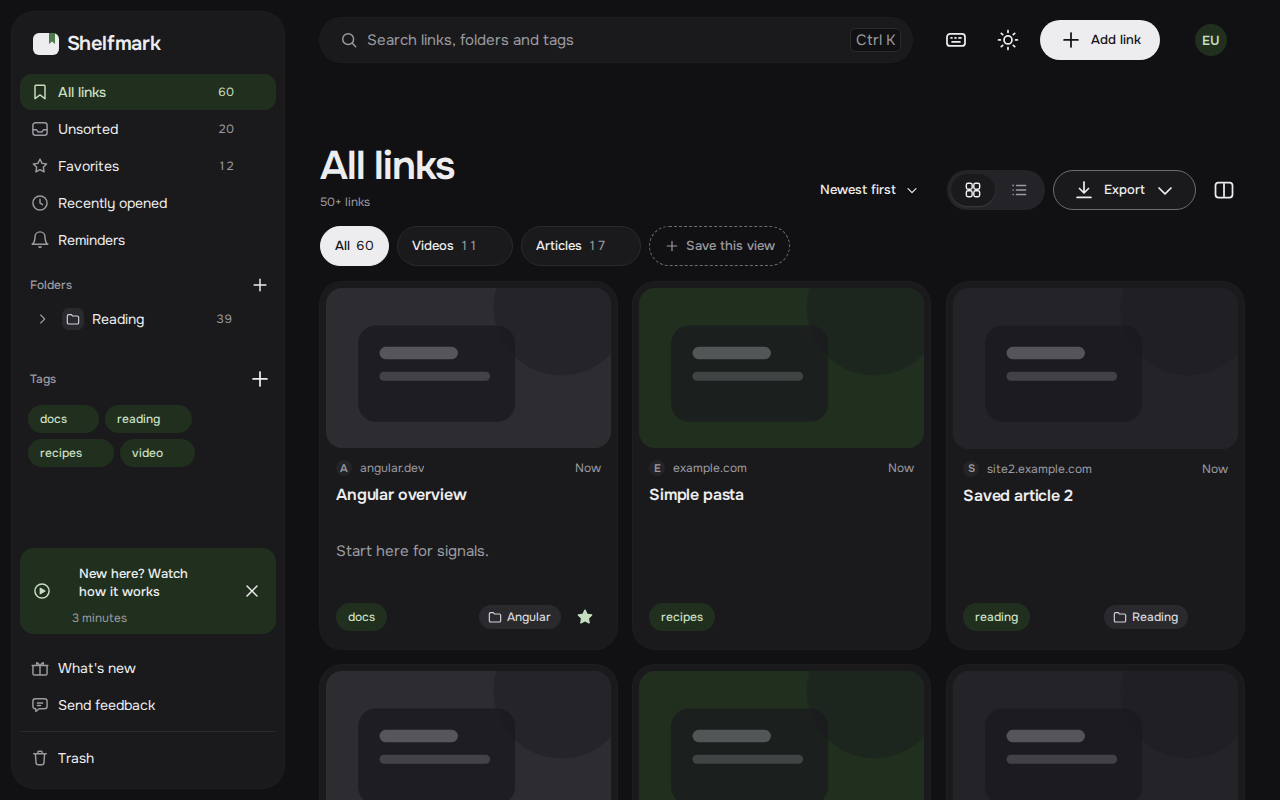 Shelfmark
All links 60
Unsorted 20
Favorites 12
Recently opened
Reminders
Folders
Reading 39
Tags
docs reading
recipes video
New here? Watch
how it works
3 minutes
What's new
Send feedback
Trash
Search links, folders and tags Ctrl K
Add link
EU
All links
50+ links
Newest first
Export
All 60 Videos 11 Articles 17 Save this view
A angular.dev Now
Angular overview
Start here for signals.
docs Angular
E example.com Now
Simple pasta
recipes
S site2.example.com Now
Saved article 2
reading Reading